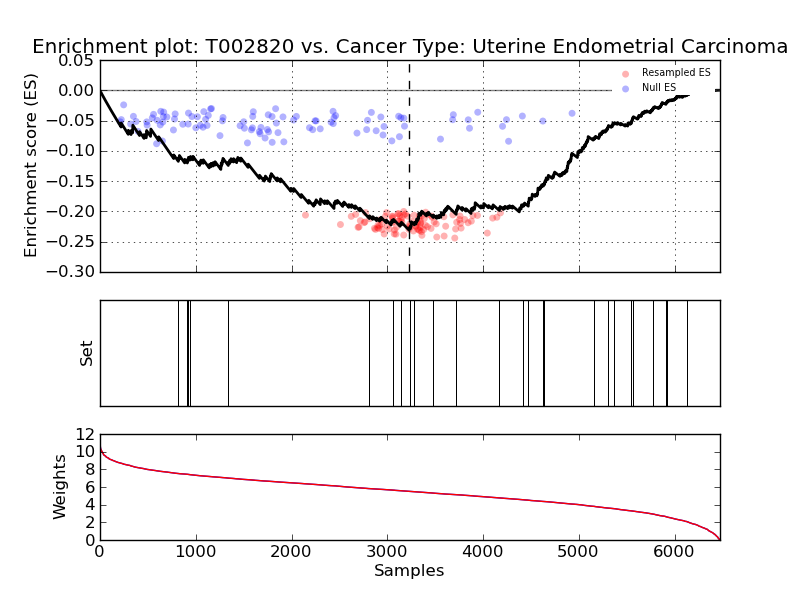 Enrichment plot: T002820 vs. Cancer Type: Uterine Endometrial Carcinoma
Enrichment score (ES)
0.05
0.00
−0.05
−0.10
−0.15
−0.20
−0.25
−0.30
Resampled ES
Null ES
Set
Weights
12
10
8
6
4
2
0
0 1000 2000 3000 4000 5000 6000
Samples